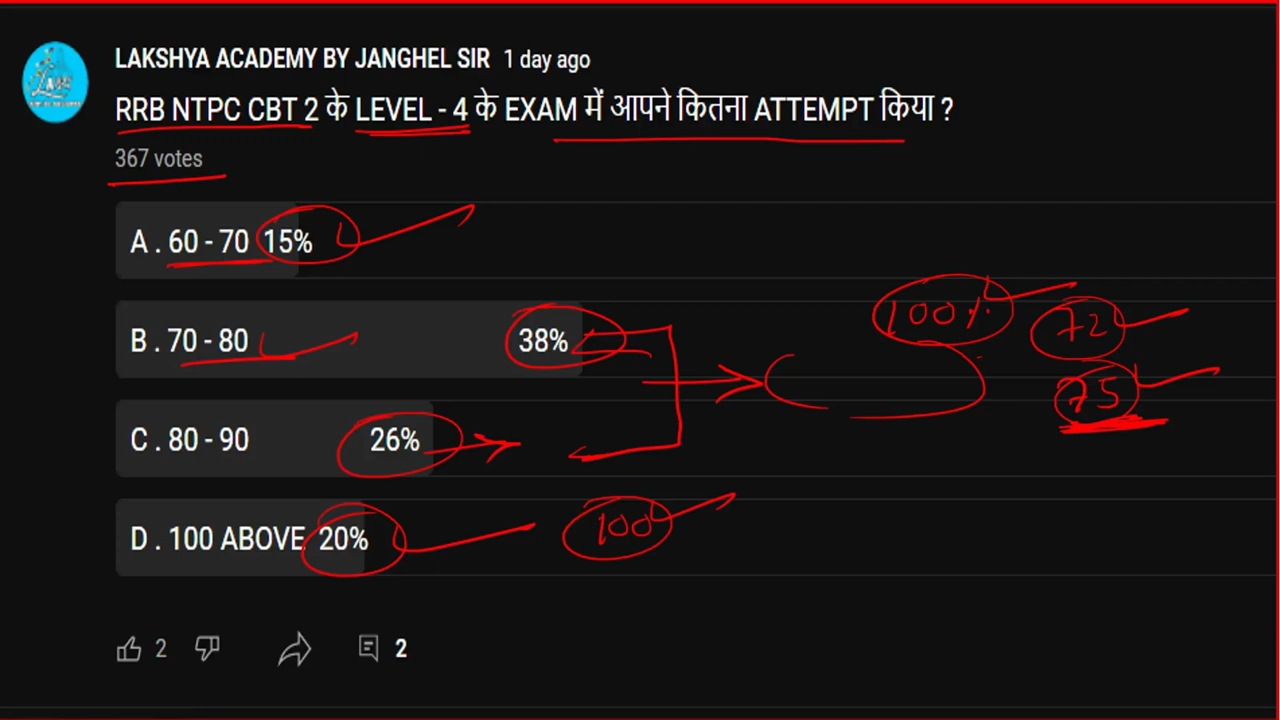 LAKSHYA ACADEMY BY JANGHEL SIR 1 day ago
RRB NTPC CBT 2 के LEVEL - 4 के EXAM में आपने कितना ATTEMPT किया ?
367 votes
A . 60 - 70 15%
B . 70 - 80 38%
C . 80 - 90 26%
D . 100 ABOVE 20%
100%
72
75
100
2 2